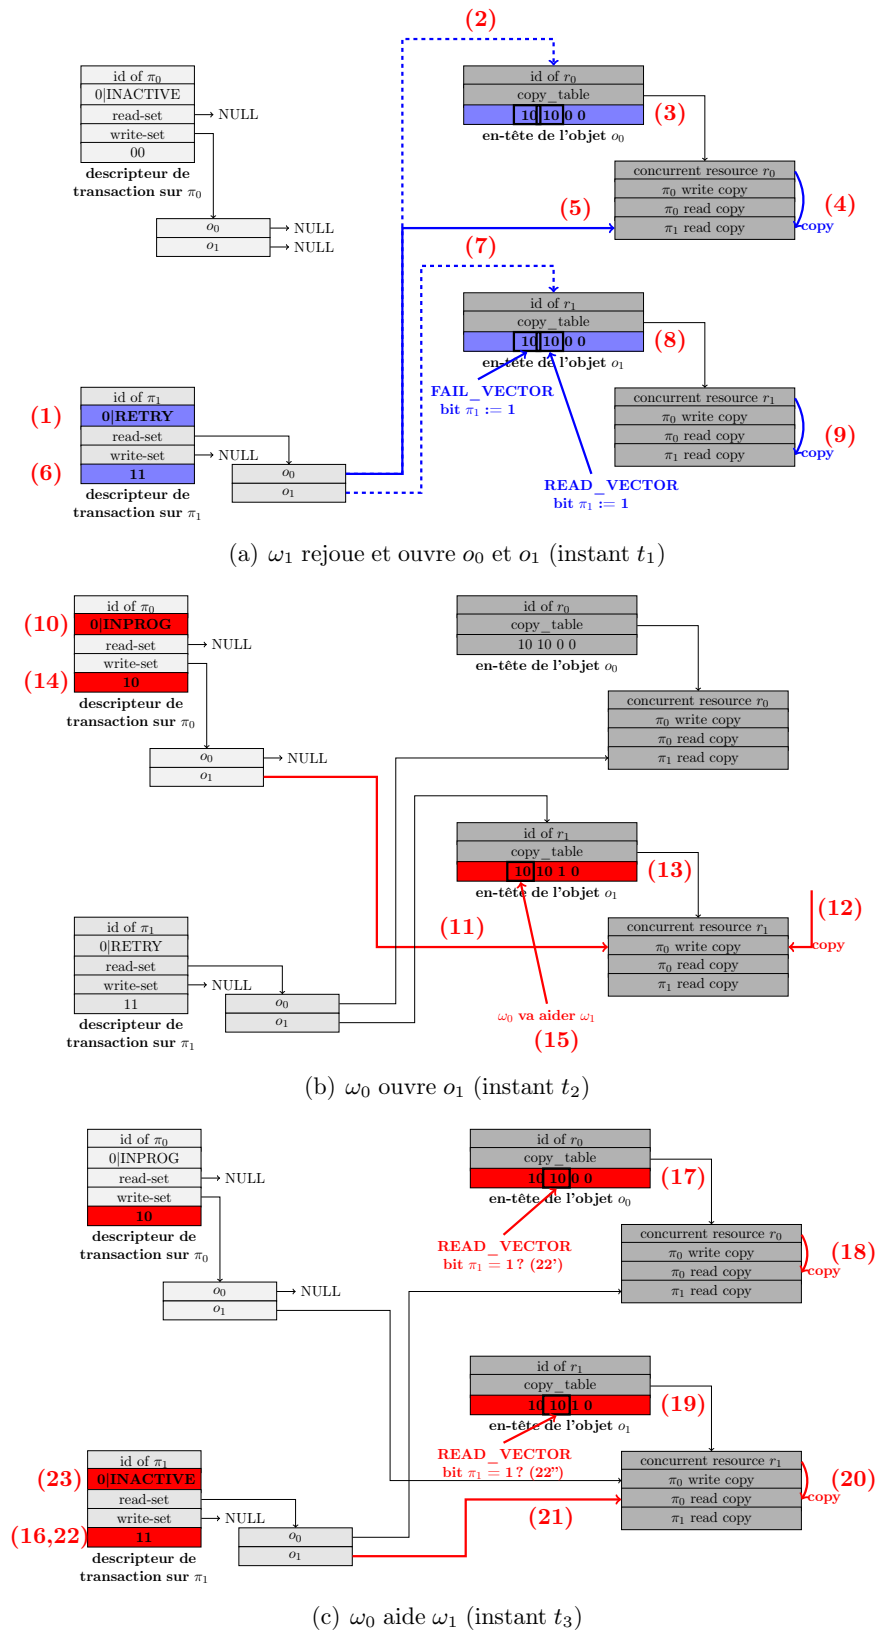 (2)
id of π0
0|INACTIVE
read-set
NULL
write-set
00
descripteur de
transaction sur π0
o0
NULL
o1
NULL
id of r0
copy_table
10 10 0 0
(3)
en-tête de l'objet o0
concurrent resource r0
π0 write copy
π0 read copy
π1 read copy
(4)
copy
(5)
(7)
id of r1
copy_table
10 10 0 0
(8)
en-tête de l'objet o1
FAIL_VECTOR
bit π1 := 1
READ_VECTOR
bit π1 := 1
concurrent resource r1
π0 write copy
π0 read copy
π1 read copy
(9)
copy
id of π1
(1)
0|RETRY
read-set
write-set
NULL
(6)
11
descripteur de
transaction sur π1
o0
o1
(a) ω1 rejoue et ouvre o0 et o1 (instant t1)
id of π0
(10)
0|INPROG
read-set
NULL
write-set
(14)
10
descripteur de
transaction sur π0
o0
NULL
o1
id of r0
copy_table
10 10 0 0
en-tête de l'objet o0
concurrent resource r0
π0 write copy
π0 read copy
π1 read copy
id of r1
copy_table
10 10 1 0
(13)
en-tête de l'objet o1
(11)
(12)
concurrent resource r1
π0 write copy
copy
π0 read copy
π1 read copy
id of π1
0|RETRY
read-set
write-set
NULL
11
descripteur de
transaction sur π1
o0
o1
ω0 va aider ω1
(15)
(b) ω0 ouvre o1 (instant t2)
id of π0
0|INPROG
read-set
NULL
write-set
10
descripteur de
transaction sur π0
o0
NULL
o1
id of r0
copy_table
10 10 0 0
(17)
en-tête de l'objet o0
READ_VECTOR
bit π1 = 1 ? (22')
concurrent resource r0
π0 write copy
π0 read copy
π1 read copy
(18)
copy
id of r1
copy_table
10 10 1 0
(19)
en-tête de l'objet o1
READ_VECTOR
bit π1 = 1 ? (22”)
concurrent resource r1
π0 write copy
π0 read copy
π1 read copy
(20)
copy
(21)
id of π1
(23)
0|INACTIVE
read-set
write-set
NULL
(16,22)
11
descripteur de
transaction sur π1
o0
o1
(c) ω0 aide ω1 (instant t3)